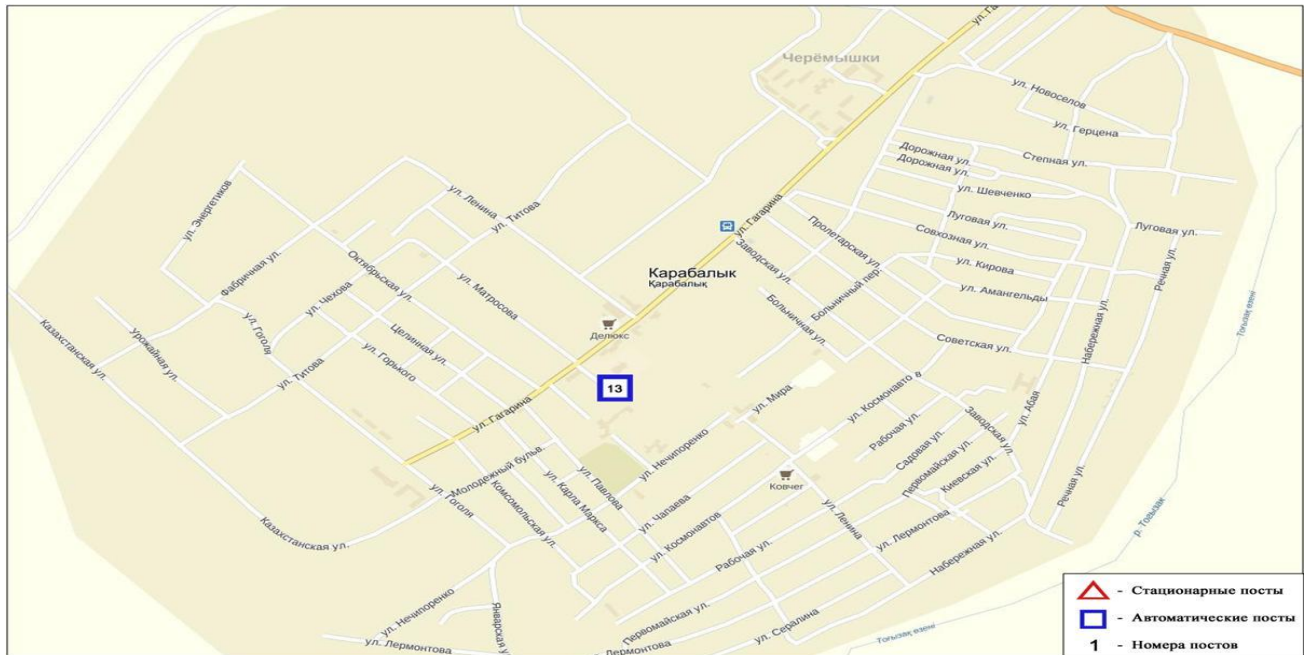 ул. Га
Черёмышки
ул. Новоселов
ул. Герцена
Дорожная ул.
Дорожная ул.
Степная ул.
ул. Шевченко
ул. Энергетиков
ул. Ленина
ул. Титова
ул. Гагарина
Пролетарская ул.
Луговая ул.
Совхозная ул.
Луговая ул.
Заводская ул.
Октябрьская ул.
Фабричная ул.
Карабалык
Қарабалық
Больничный пер.
ул. Кирова
Речная ул.
ул. Матросова
ул. Чехова
Больничная ул.
ул. Амангельды
Казахстанская ул.
Урожайная ул.
ул. Гоголя
Целинная ул.
Делюкс
Советская ул.
Набережная ул.
Тоғызақ өзені
ул. Титова
ул. Горького
13
ул. Гагарина
ул. Мира
ул. Космонавто в
Заводская ул.
ул. Абая
Рабочая ул.
Садовая ул.
Первомайская ул.
Киевская ул.
Молодежный бульв.
ул. Нечипоренко
ул. Павлова
Ковчег
ул. Гоголя
Комсомольская ул.
ул. Карла Маркса
ул. Чапаева
ул. Ленина
Речная ул.
р. Тогызак
Казахстанская ул.
ул. Космонавтов
Рабочая ул.
ул. Лермонтова
Набережная ул.
ул. Нечипоренко
Январская ул
Первомайская ул.
ул. Сералина
Тоғызақ өзені
ул. Лермонтова
Лермонтова
- Стационарные посты
- Автоматические посты
1 - Номера постов